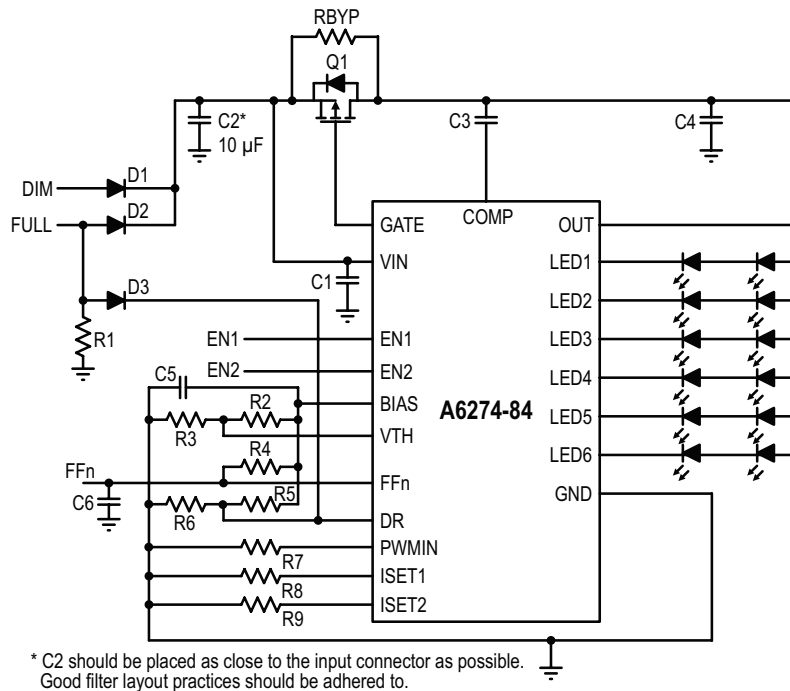 RBYP
Q1
C2*
10 µF
C3
C4
DIM
D1
FULL
D2
COMP
GATE
OUT
VIN
LED1
C1
D3
LED2
R1
EN1
EN1
LED3
EN2
EN2
LED4
C5
BIAS
A6274-84
R2
R3
LED5
VTH
R4
LED6
FFn
FFn
C6
R5
R6
GND
DR
PWMIN
R7
ISET1
R8
ISET2
R9
* C2 should be placed as close to the input connector as possible.
Good filter layout practices should be adhered to.